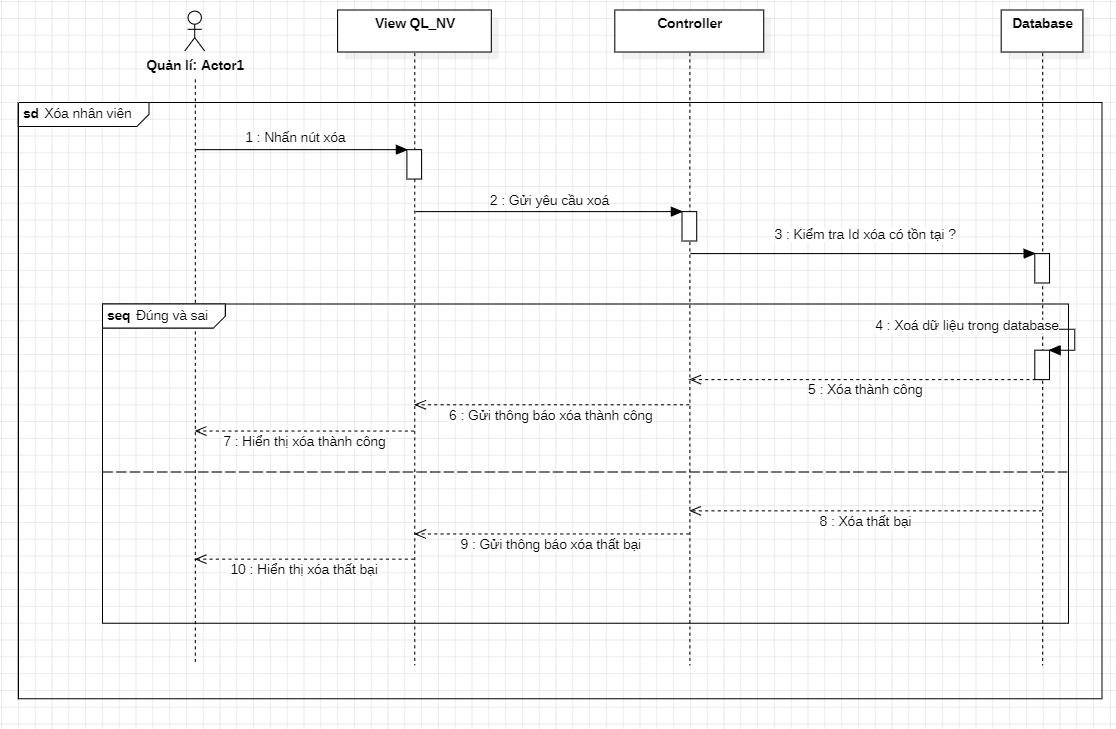 View QL_NV
Controller
Database
Quản lí: Actor1
sd Xóa nhân viên
1 : Nhấn nút xóa
2 : Gửi yêu cầu xoá
3 : Kiểm tra Id xóa có tồn tại ?
seq Đúng và sai
4 : Xoá dữ liệu trong database
5 : Xóa thành công
6 : Gửi thông báo xóa thành công
7 : Hiển thị xóa thành công
8 : Xóa thất bại
9 : Gửi thông báo xóa thất bại
10 : Hiển thị xóa thất bại